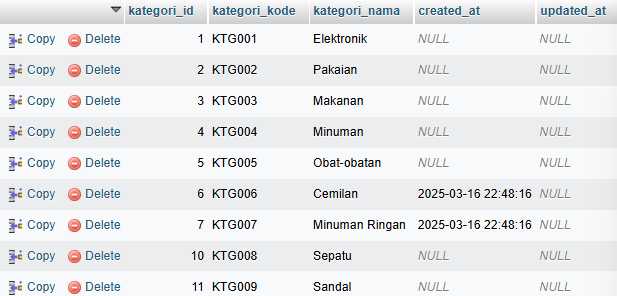 kategori_id kategori_kode kategori_nama created_at updated_at
Copy Delete 1 KTG001 Elektronik NULL NULL
Copy Delete 2 KTG002 Pakaian NULL NULL
Copy Delete 3 KTG003 Makanan NULL NULL
Copy Delete 4 KTG004 Minuman NULL NULL
Copy Delete 5 KTG005 Obat-obatan NULL NULL
Copy Delete 6 KTG006 Cemilan 2025-03-16 22:48:16 NULL
Copy Delete 7 KTG007 Minuman Ringan 2025-03-16 22:48:16 NULL
Copy Delete 10 KTG008 Sepatu NULL NULL
Copy Delete 11 KTG009 Sandal NULL NULL